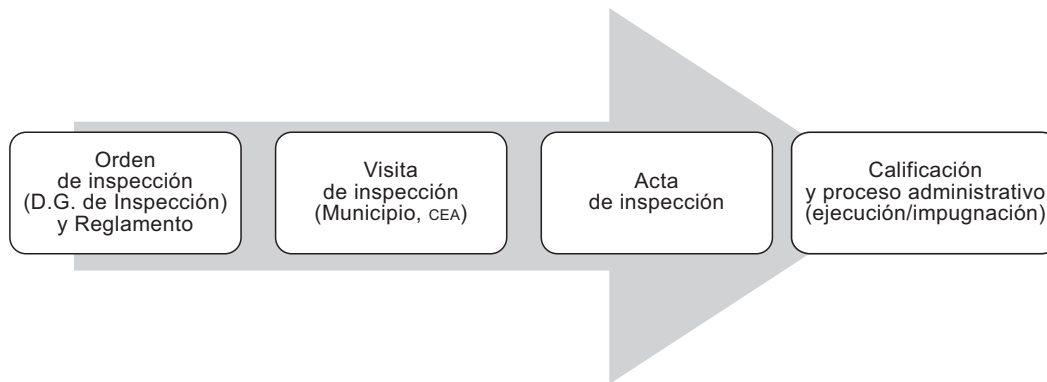 Orden
de inspección
(D.G. de Inspección)
y Reglamento
Visita
de inspección
(Municipio, CEA)
Acta
de inspección
Calificación
y proceso administrativo
(ejecución/impugnación)